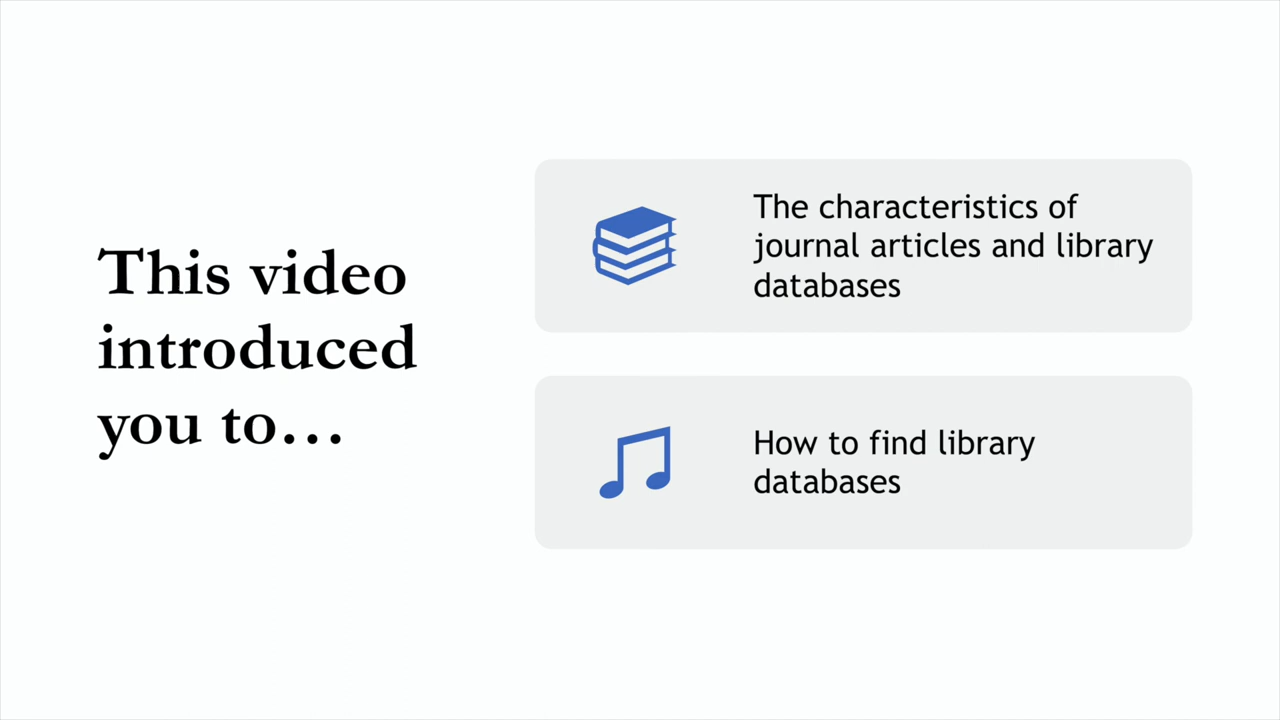 This video
introduced
you to…
The characteristics of
journal articles and library
databases
How to find library
databases